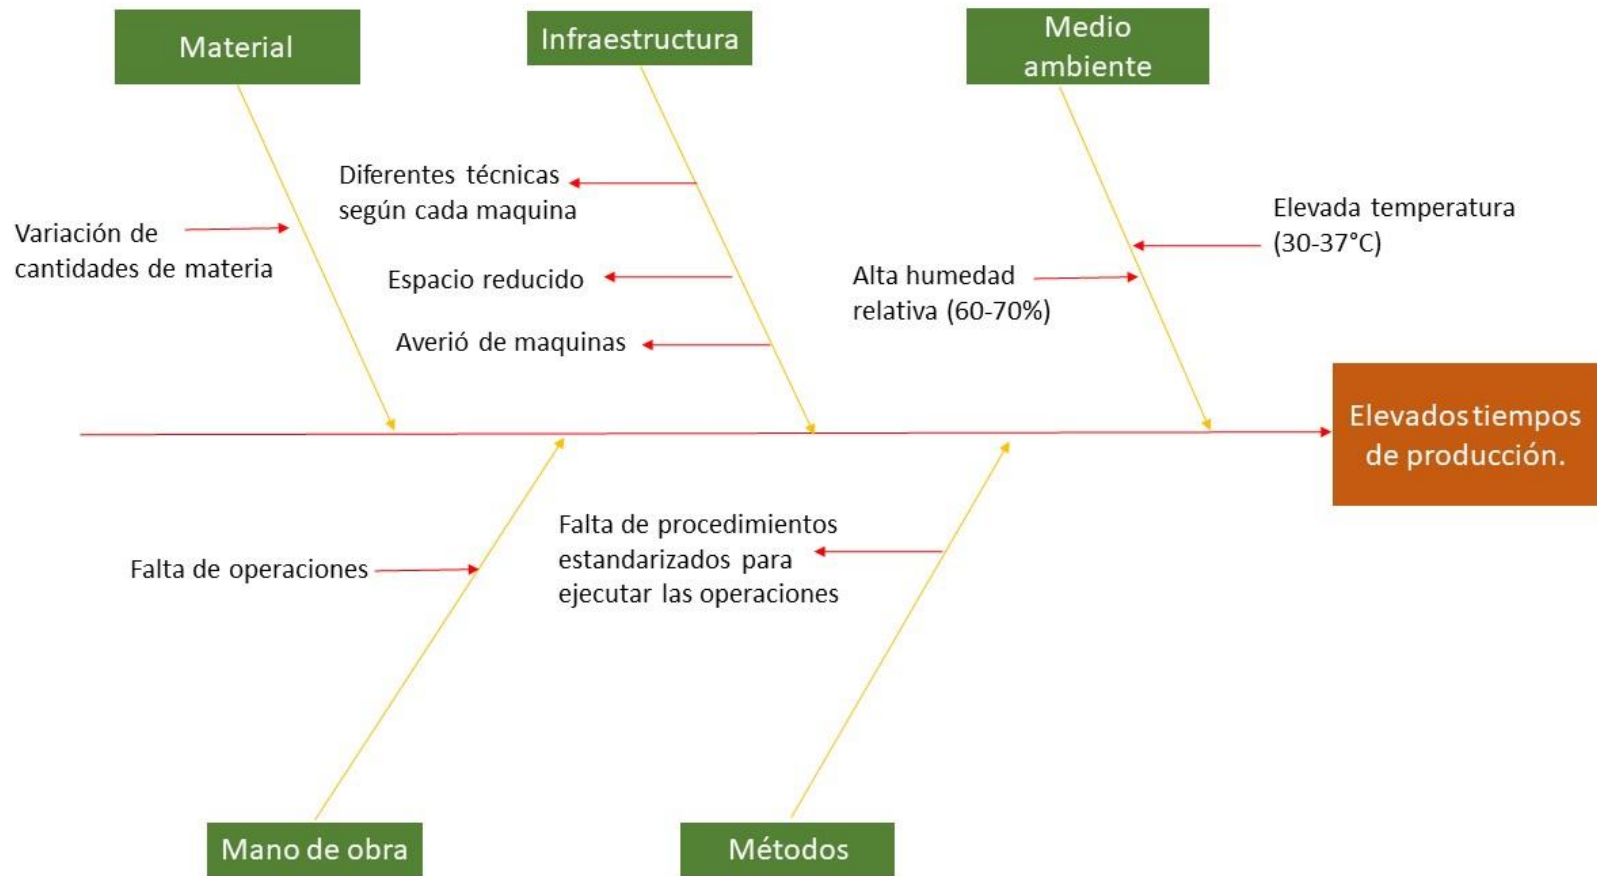 Material
Infraestructura
Medio
ambiente
Diferentes técnicas
según cada maquina
Variación de
cantidades de materia
Espacio reducido
Averió de maquinas
Elevada temperatura
(30-37°C)
Alta humedad
relativa (60-70%)
Elevados tiempos
de producción.
Falta de operaciones
Falta de procedimientos
estandarizados para
ejecutar las operaciones
Mano de obra
Métodos